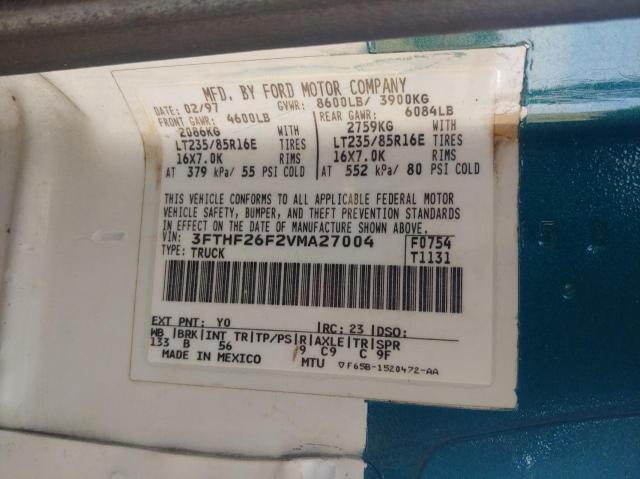 MFD. BY FORD MOTOR COMPANY
DATE: 02/97 GVWR: 8600LB/ 3900KG
FRONT GAWR: 4600LB REAR GAWR: 6084LB
2086KG WITH 2759KG WITH
LT235/85R16E TIRES LT235/85R16E TIRES
16X7.0K RIMS 16X7.0K RIMS
AT 379 kPa/ 55 PSI COLD AT 552 kPa/ 80 PSI COLD
THIS VEHICLE CONFORMS TO ALL APPLICABLE FEDERAL MOTOR
VEHICLE SAFETY, BUMPER, AND THEFT PREVENTION STANDARDS
IN EFFECT ON THE DATE OF MANUFACTURE SHOWN ABOVE.
VIN: 3FTHF26F2VMA27004 F0754
TYPE: TRUCK T1131
EXT PNT: YO RC: 23 DSO:
WB |BRK|INT TR|TP/PS|R|AXLE|TR|SPR
133 B 56 9 C9 C 9F
MADE IN MEXICO MTU ▽F65B-1520472-AA